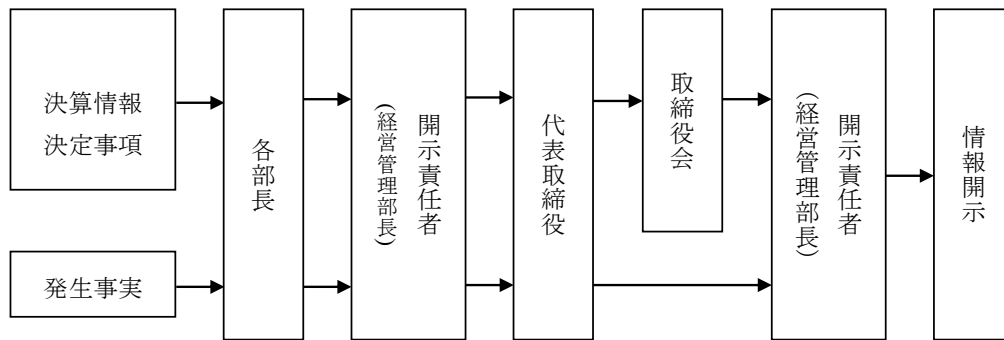 決算情報
決定事項
発生事実
各部長
開示責任者
(経営管理部長)
代表取締役
取締役会
開示責任者
(経営管理部長)
情報開示